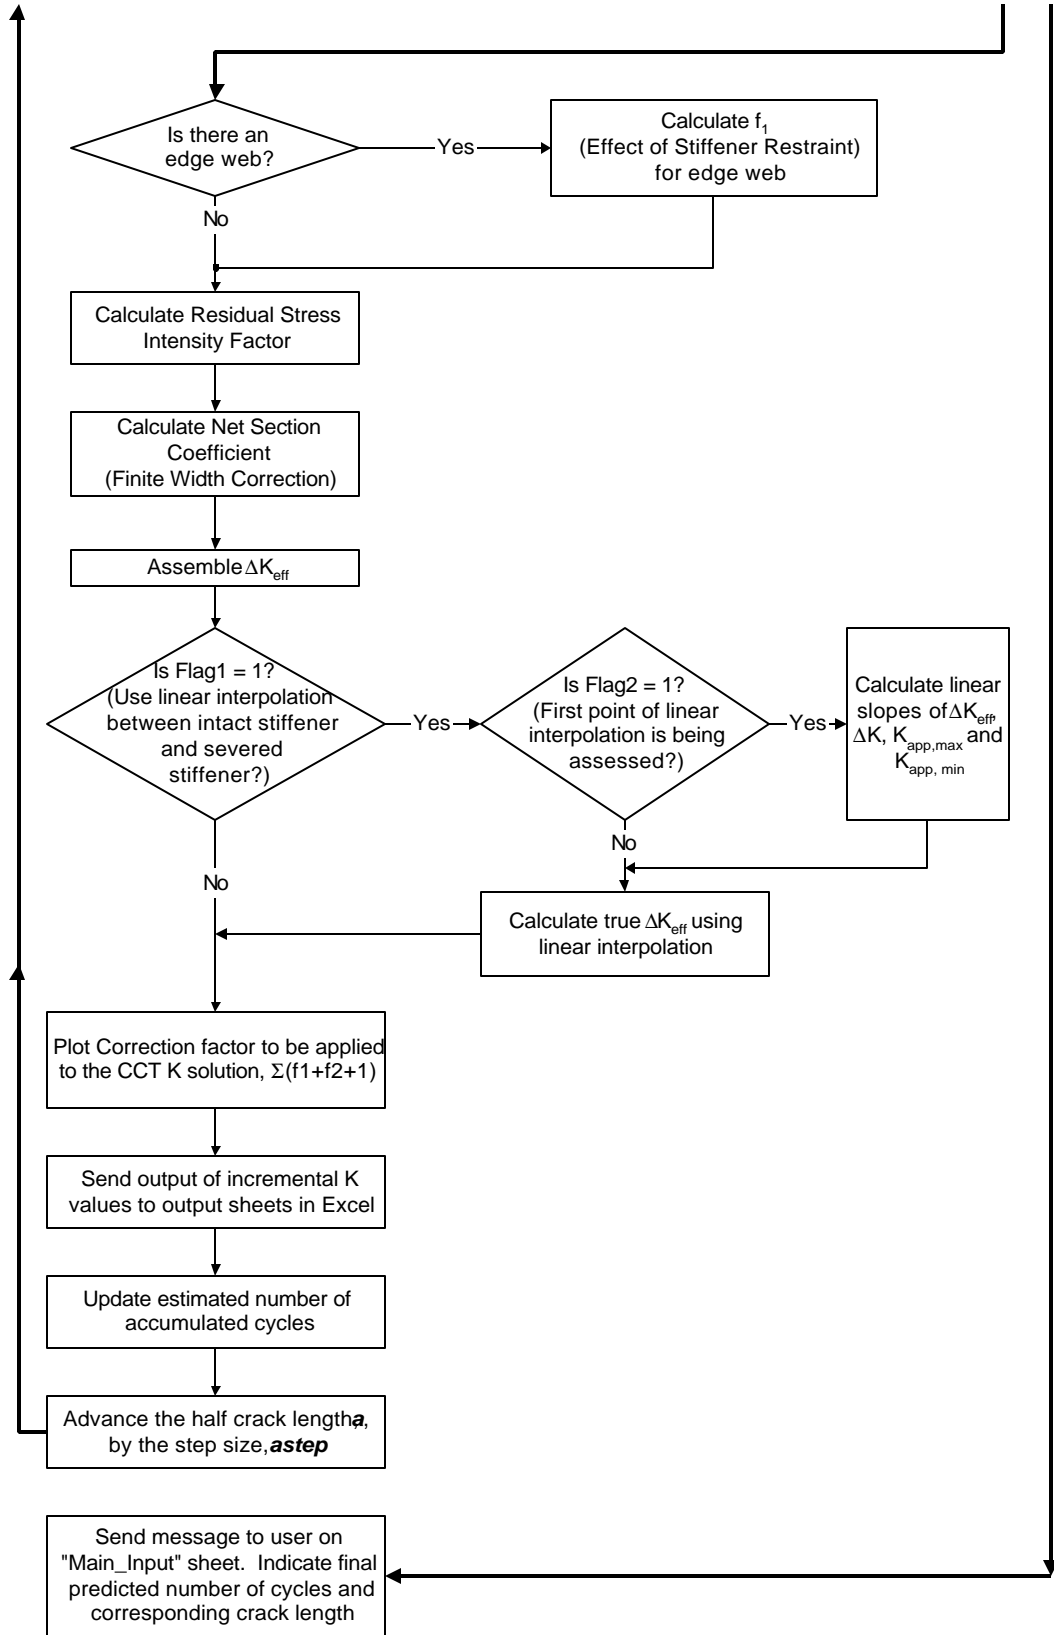 Is there an
edge web?
Yes
Calculate f₁
(Effect of Stiffener Restraint)
for edge web
No
Calculate Residual Stress
Intensity Factor
Calculate Net Section
Coefficient
(Finite Width Correction)
Assemble ΔK_eff
Is Flag1 = 1?
(Use linear interpolation
between intact stiffener
and severed
stiffener?)
Yes
Is Flag2 = 1?
(First point of linear
interpolation is being
assessed?)
Yes
Calculate linear
slopes of ΔK_eff,
ΔK, K_app,max and
K_app, min
No
No
Calculate true ΔK_eff using
linear interpolation
Plot Correction factor to be applied
to the CCT K solution, Σ(f1+f2+1)
Send output of incremental K
values to output sheets in Excel
Update estimated number of
accumulated cycles
Advance the half crack length, a,
by the step size, astep
Send message to user on
"Main_Input" sheet. Indicate final
predicted number of cycles and
corresponding crack length